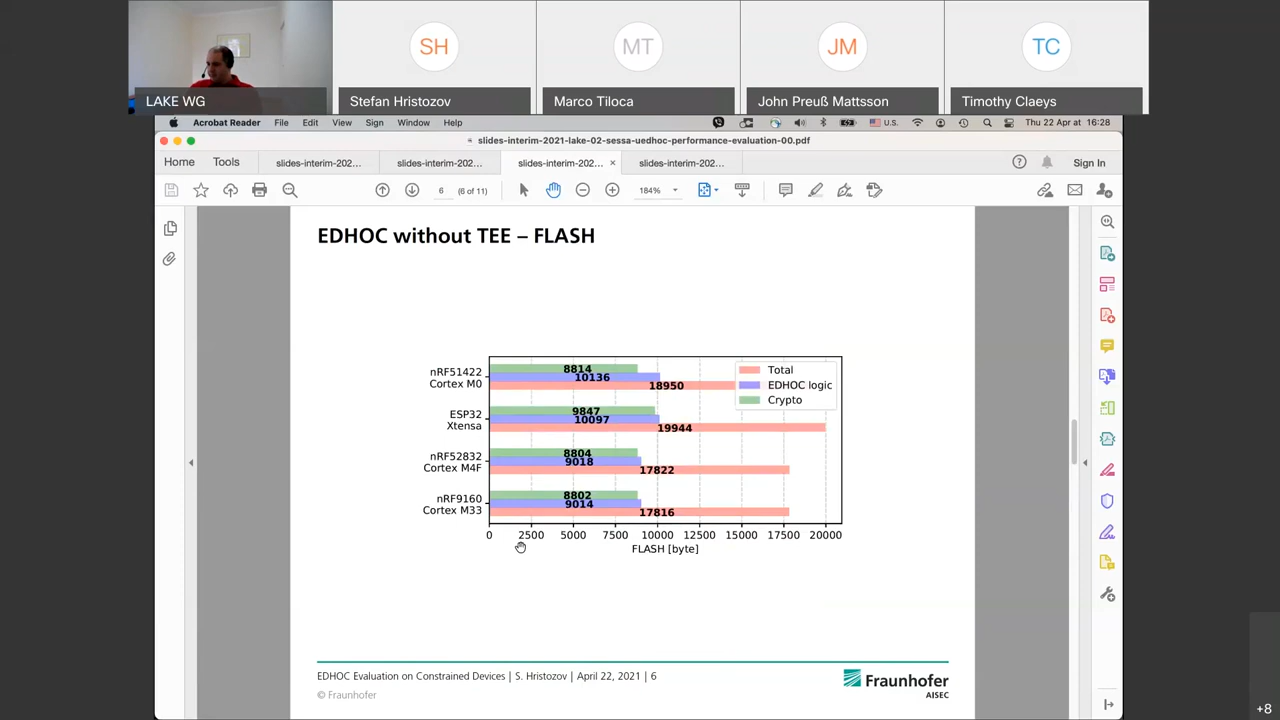 SH
MT
JM
TC
LAKE WG
Stefan Hristozov
Marco Tiloca
John Preuß Mattsson
Timothy Claeys
Acrobat Reader File Edit View Window Help
U.S. Thu 22 Apr at 16:28
slides-interim-2021-lake-02-sessa-uedhoc-performance-evaluation-00.pdf
Home Tools slides-interim-202... slides-interim-202... slides-interim-202... slides-interim-202... Sign In
6 (6 of 11) 184%
EDHOC without TEE – FLASH
nRF51422
Cortex M0
8814
10136
18950
ESP32
Xtensa
9847
10097
19944
nRF52832
Cortex M4F
8804
9018
17822
nRF9160
Cortex M33
8802
9014
17816
Total
EDHOC logic
Crypto
0 2500 5000 7500 10000 12500 15000 17500 20000
FLASH [byte]
EDHOC Evaluation on Constrained Devices | S. Hristozov | April 22, 2021 | 6
© Fraunhofer
Fraunhofer
AISEC
+8